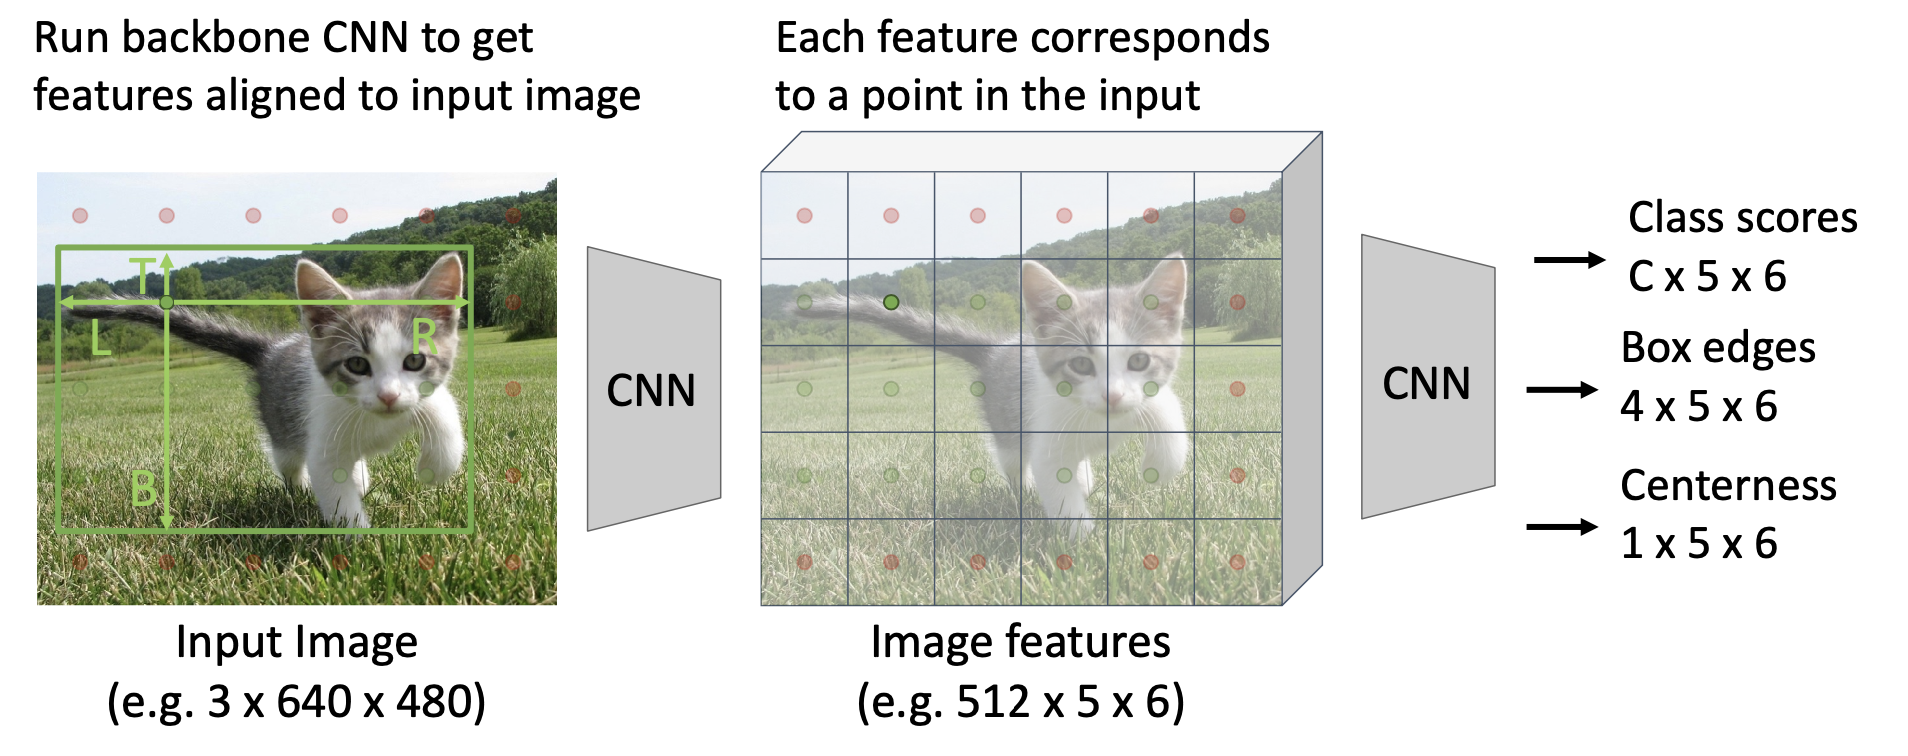 Run backbone CNN to get
features aligned to input image
Each feature corresponds
to a point in the input
T
L
R
B
CNN
CNN
Class scores
C x 5 x 6
Box edges
4 x 5 x 6
Centerness
1 x 5 x 6
Input Image
(e.g. 3 x 640 x 480)
Image features
(e.g. 512 x 5 x 6)